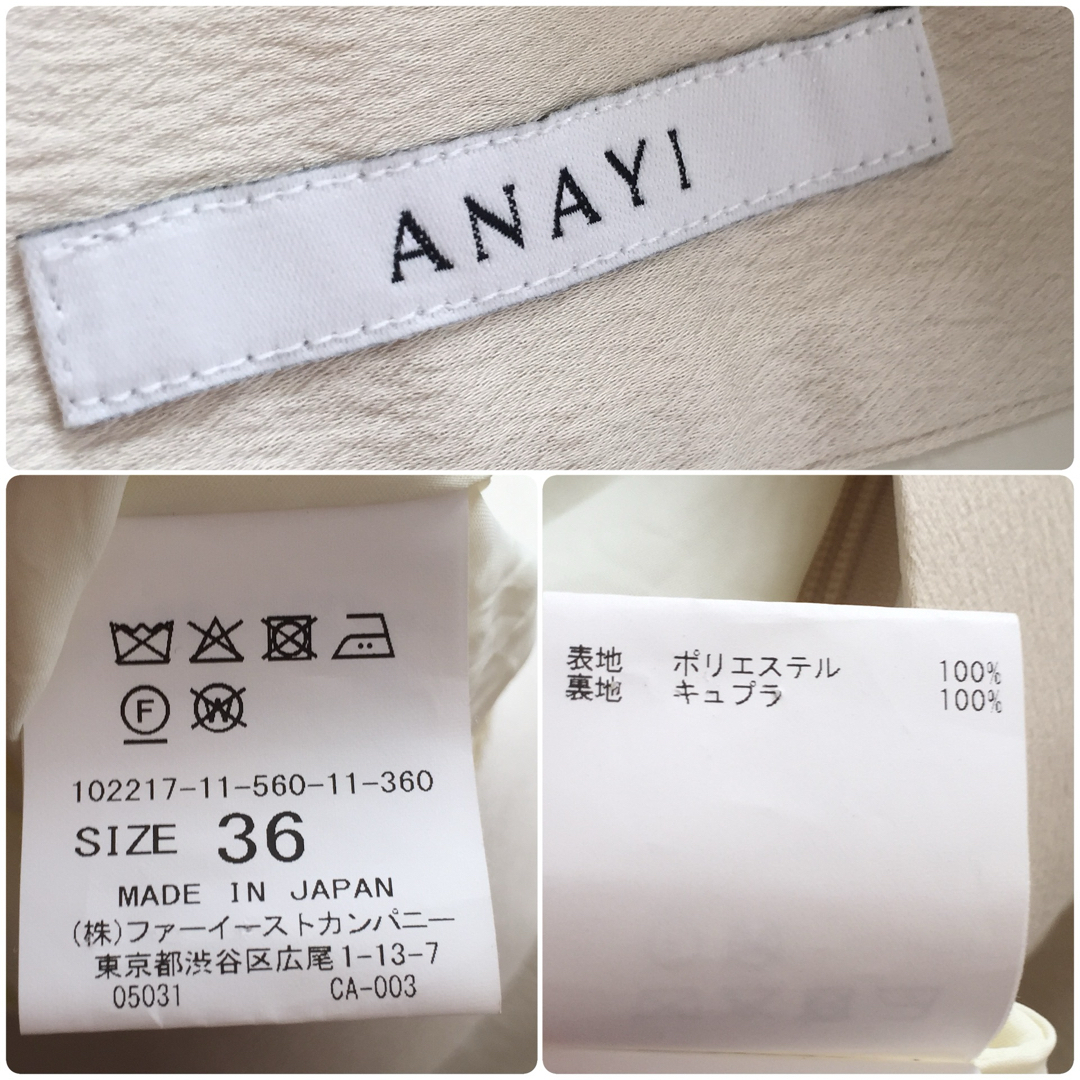 ANAYI
F
W
102217-11-560-11-360
SIZE 36
MADE IN JAPAN
(株)ファーイーストカンパニー
東京都渋谷区広尾1-13-7
05031 CA-003
表地 ポリエステル 100%
裏地 キュプラ 100%